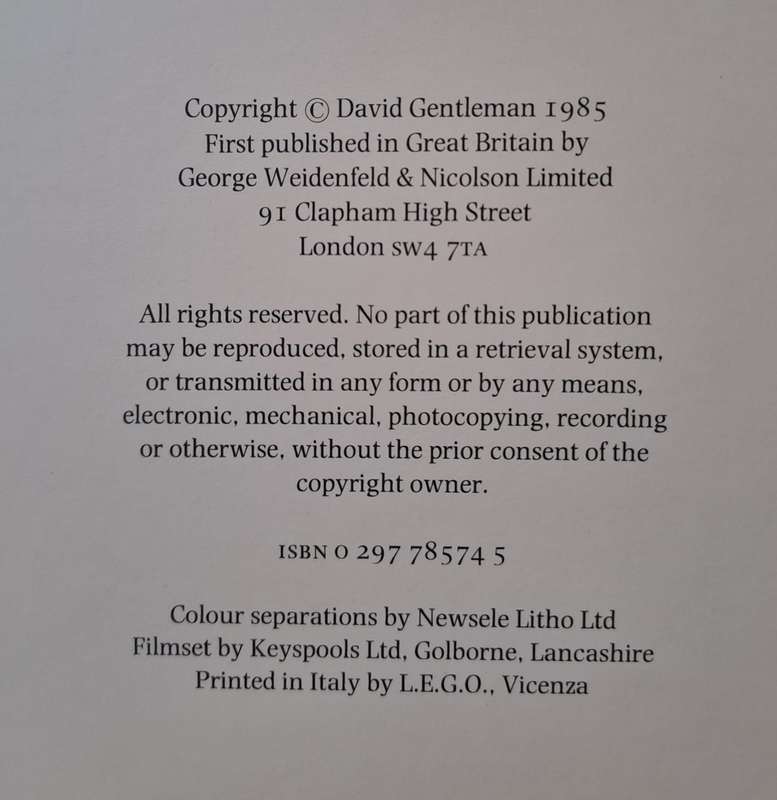 Copyright © David Gentleman 1985
First published in Great Britain by
George Weidenfeld & Nicolson Limited
91 Clapham High Street
London SW4 7TA
All rights reserved. No part of this publication
may be reproduced, stored in a retrieval system,
or transmitted in any form or by any means,
electronic, mechanical, photocopying, recording
or otherwise, without the prior consent of the
copyright owner.
ISBN 0 297 78574 5
Colour separations by Newsele Litho Ltd
Filmset by Keyspools Ltd, Golborne, Lancashire
Printed in Italy by L.E.G.O., Vicenza